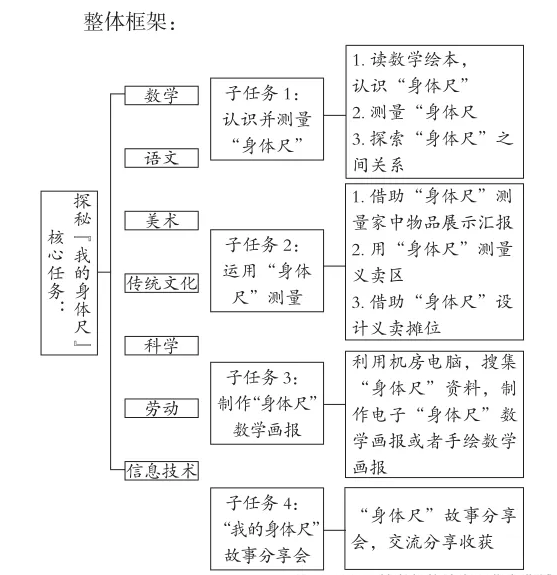 整体框架：
核心任务：
探秘『我的身体尺』
数学
语文
美术
传统文化
科学
劳动
信息技术
子任务1：
认识并测量
“身体尺”
1. 读数学绘本，
认识“身体尺”
2. 测量“身体尺
3. 探索“身体尺”之
间关系
子任务2：
运用“身体
尺”测量
1. 借助“身体尺”测
量家中物品展示汇报
2. 用“身体尺”测量
义卖区
3. 借助“身体尺”设
计义卖摊位
子任务3：
制作“身体尺”
数学画报
利用机房电脑，搜集
“身体尺”资料，制
作电子“身体尺”数
学画报或者手绘数学
画报
子任务4：
“我的身体尺”
故事分享会
“身体尺”故事分享
会，交流分享收获